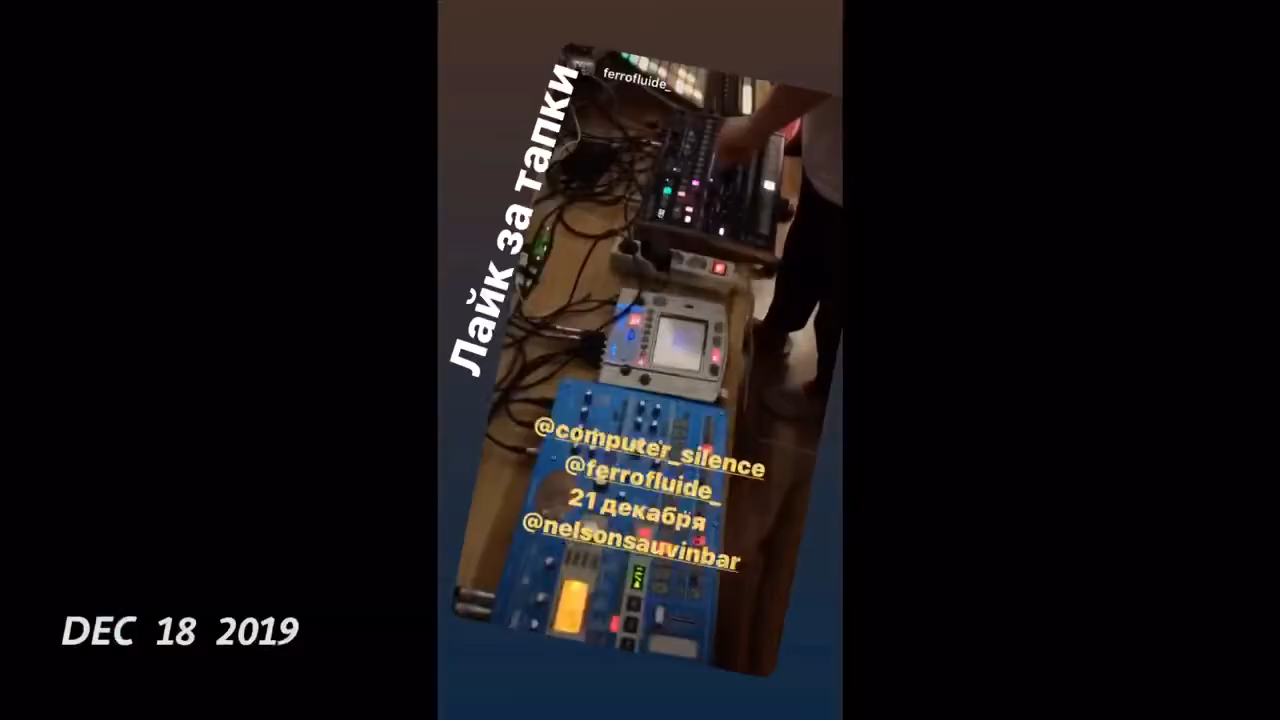 ferrofluide_
Лайк за тапки
@computer_silence
@ferrofluide_
21 декабря
@nelsonsauvinbar
DEC 18 2019